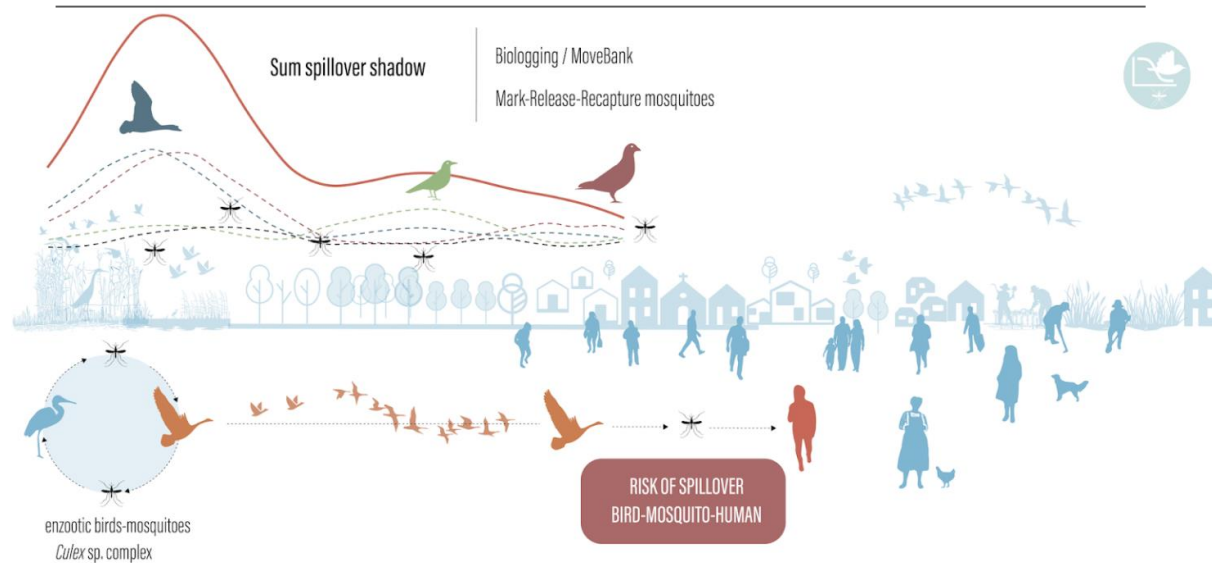 Sum spillover shadow
Biologging / MoveBank
Mark-Release-Recapture mosquitoes
RISK OF SPILLOVER
BIRD-MOSQUITO-HUMAN
enzootic birds-mosquitoes
Culex sp. complex